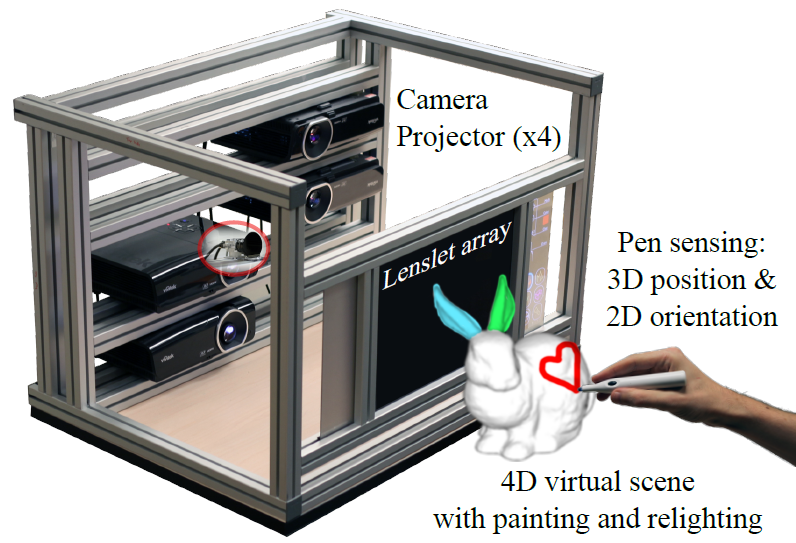 Camera
Projector (x4)
Lenslet array
Pen sensing:
3D position &
2D orientation
4D virtual scene
with painting and relighting